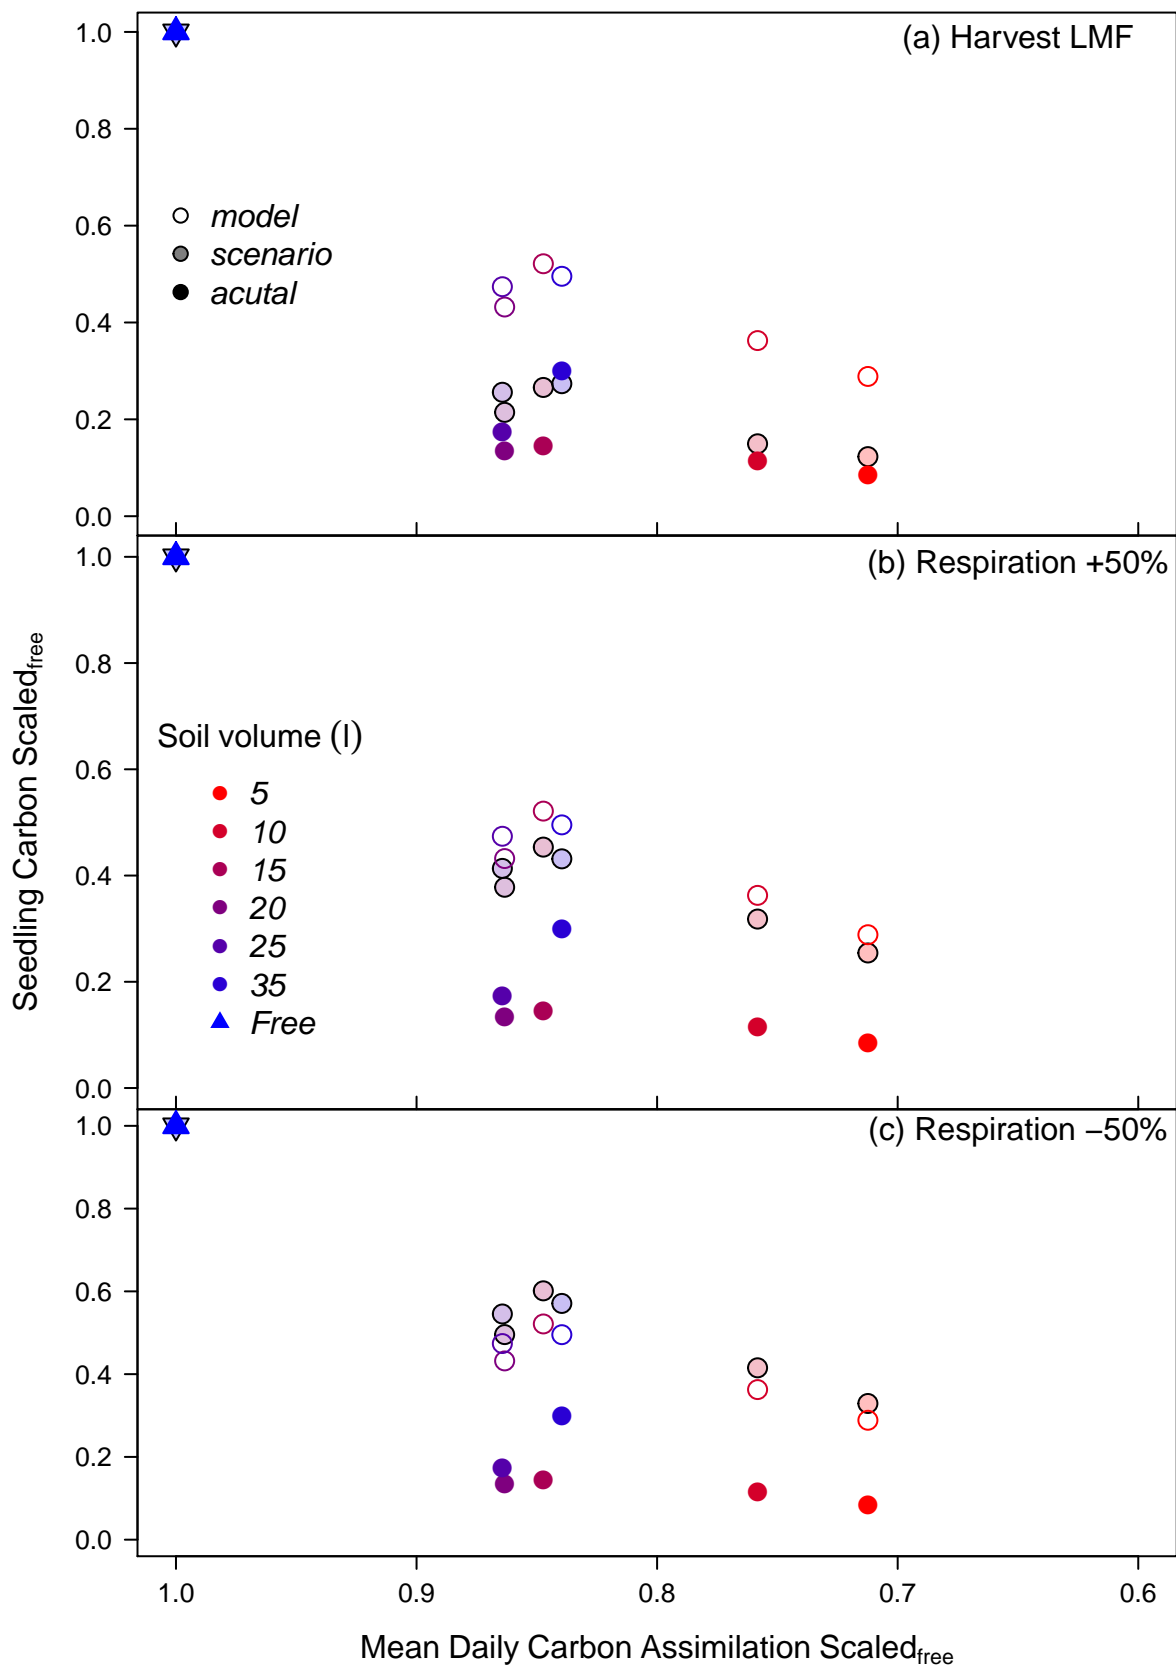 (a) Harvest LMF
1.0
0.8
0.6
0.4
0.2
0.0
model
scenario
acutal
(b) Respiration +50%
1.0
0.8
0.6
0.4
0.2
0.0
Soil volume (l)
5
10
15
20
25
35
Free
(c) Respiration −50%
1.0
0.8
0.6
0.4
0.2
0.0
1.0 0.9 0.8 0.7 0.6
Seedling Carbon Scaledfree
Mean Daily Carbon Assimilation Scaledfree